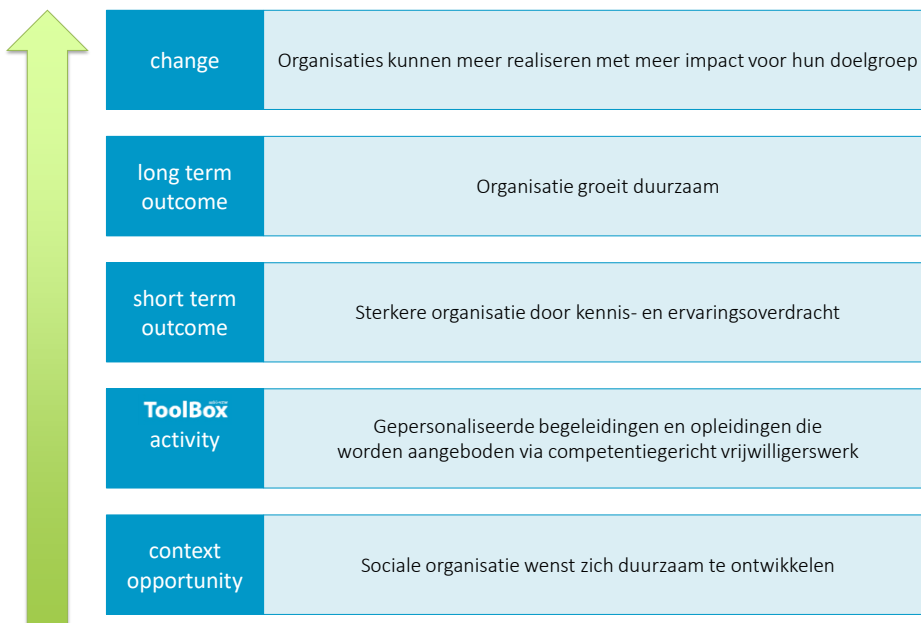 change
Organisaties kunnen meer realiseren met meer impact voor hun doelgroep
long term
outcome
Organisatie groeit duurzaam
short term
outcome
Sterkere organisatie door kennis- en ervaringsoverdracht
ToolBox
activity
Gepersonaliseerde begeleidingen en opleidingen die
worden aangeboden via competentiegericht vrijwilligerswerk
context
opportunity
Sociale organisatie wenst zich duurzaam te ontwikkelen